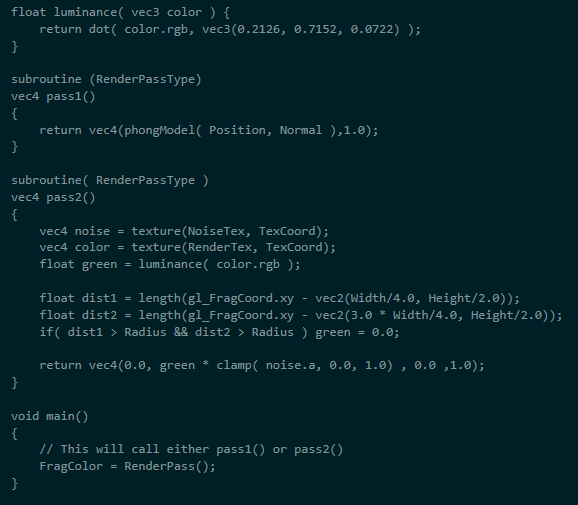 float luminance( vec3 color ) {
    return dot( color.rgb, vec3(0.2126, 0.7152, 0.0722) );
}

subroutine (RenderPassType)
vec4 pass1()
{
    return vec4(phongModel( Position, Normal ),1.0);
}

subroutine( RenderPassType )
vec4 pass2()
{
    vec4 noise = texture(NoiseTex, TexCoord);
    vec4 color = texture(RenderTex, TexCoord);
    float green = luminance( color.rgb );

    float dist1 = length(gl_FragCoord.xy - vec2(Width/4.0, Height/2.0));
    float dist2 = length(gl_FragCoord.xy - vec2(3.0 * Width/4.0, Height/2.0));
    if( dist1 > Radius && dist2 > Radius ) green = 0.0;

    return vec4(0.0, green * clamp( noise.a, 0.0, 1.0) , 0.0 ,1.0);
}

void main()
{
    // This will call either pass1() or pass2()
    FragColor = RenderPass();
}